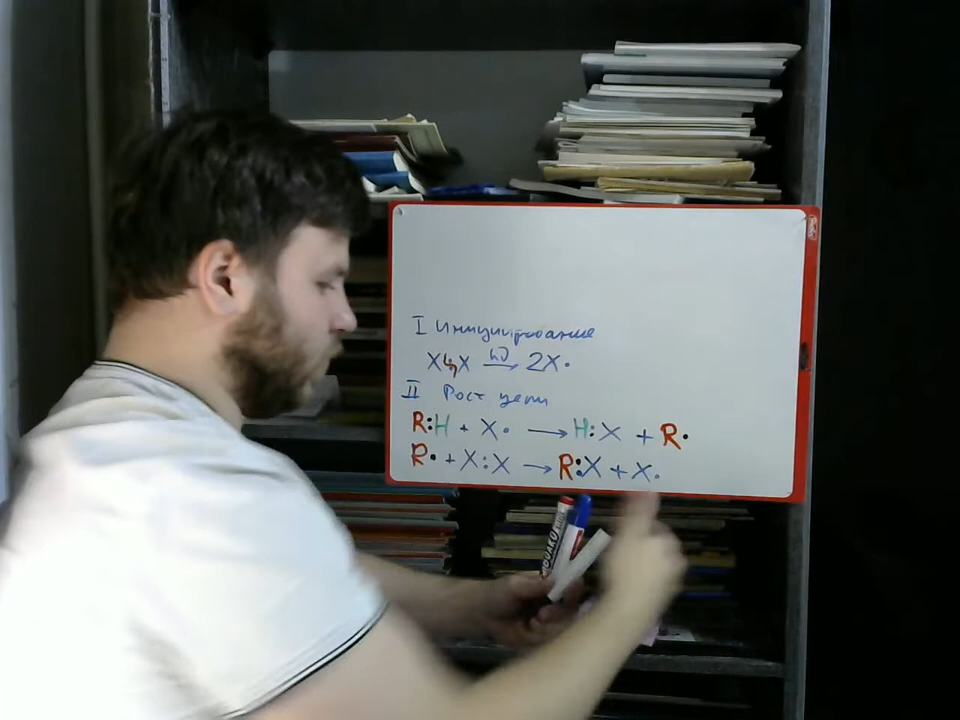 I Инициирование
X:X hν→ 2X·
II Рост цепи
R:H + X· → H:X + R·
R· + X:X → R:X + X·